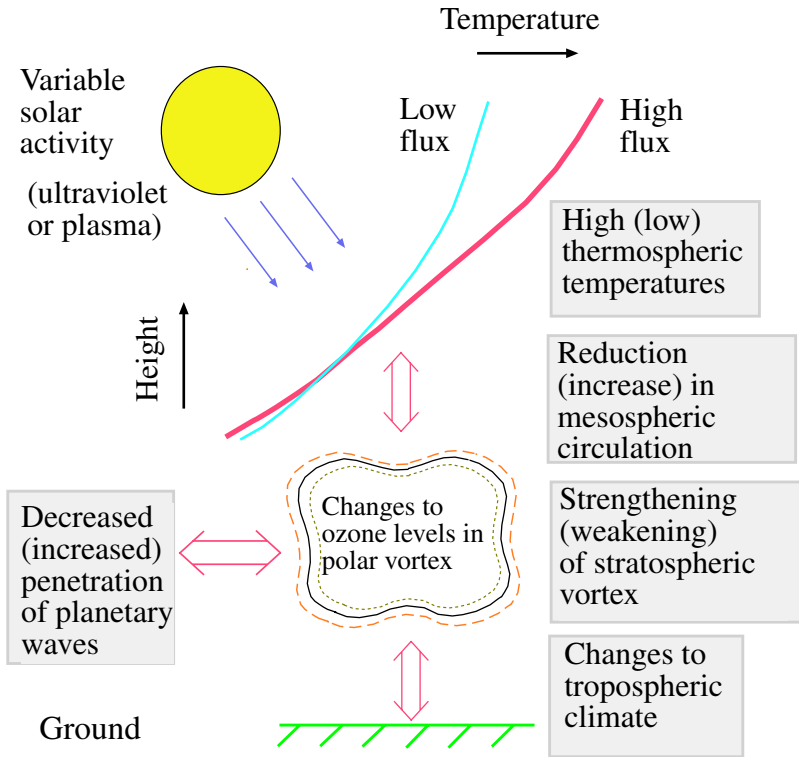 Temperature
Variable
solar
activity
(ultraviolet
or plasma)
Low
flux
High
flux
High (low)
thermospheric
temperatures
Height
Reduction
(increase) in
mesospheric
circulation
Changes to
ozone levels in
polar vortex
Decreased
(increased)
penetration
of planetary
waves
Strengthening
(weakening)
of stratospheric
vortex
Changes to
tropospheric
climate
Ground